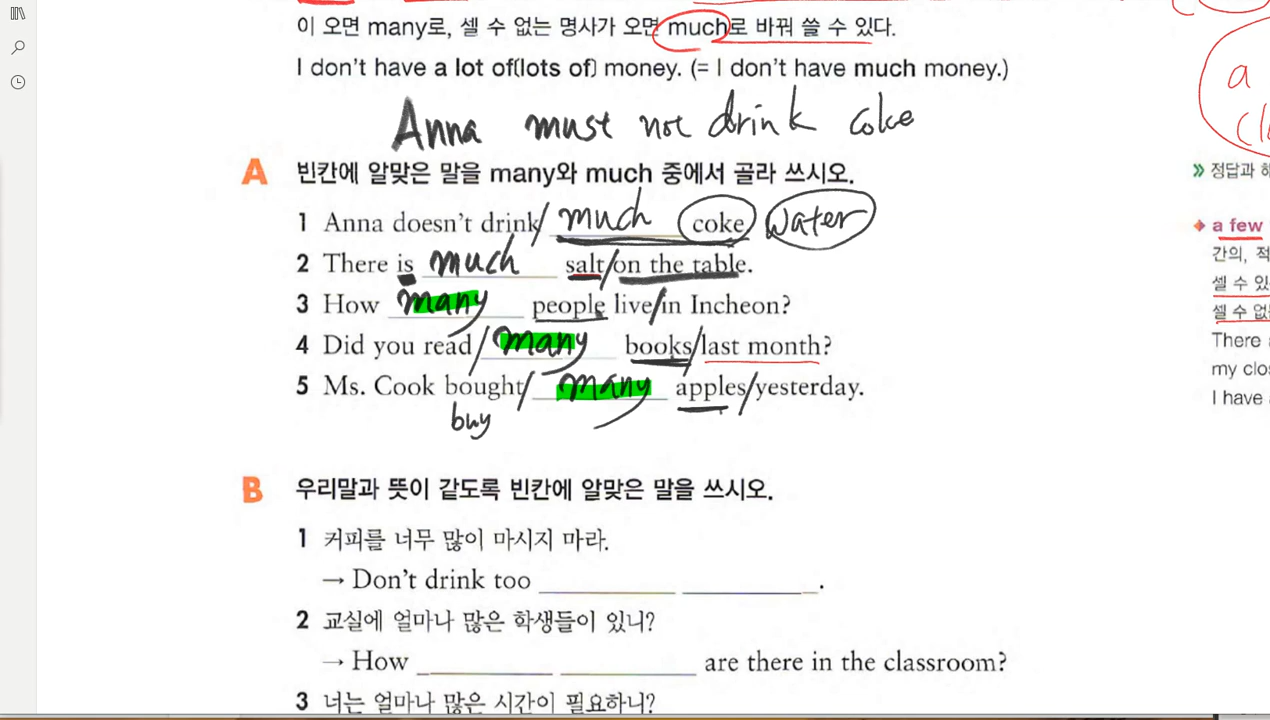 이 오면 many로, 셀 수 없는 명사가 오면 much로 바꿔 쓸 수 있다.
I don't have a lot of(lots of) money. (= I don't have much money.)
a
Anna must not drink coke
A 빈칸에 알맞은 말을 many와 much 중에서 골라 쓰시오.
» 정답과 해
1 Anna doesn't drink/ much coke water
2 There is much salt/on the table.
3 How many people live/in Incheon?
4 Did you read/ many books/last month?
5 Ms. Cook bought/ many apples/yesterday.
buy
a few
간의, 적
셀 수 있
셀 수 없
There
my clo
I have
B 우리말과 뜻이 같도록 빈칸에 알맞은 말을 쓰시오.
1 커피를 너무 많이 마시지 마라.
→ Don't drink too ________ ________.
2 교실에 얼마나 많은 학생들이 있니?
→ How ________ ________ are there in the classroom?
3 너는 얼마나 많은 시간이 필요하니?